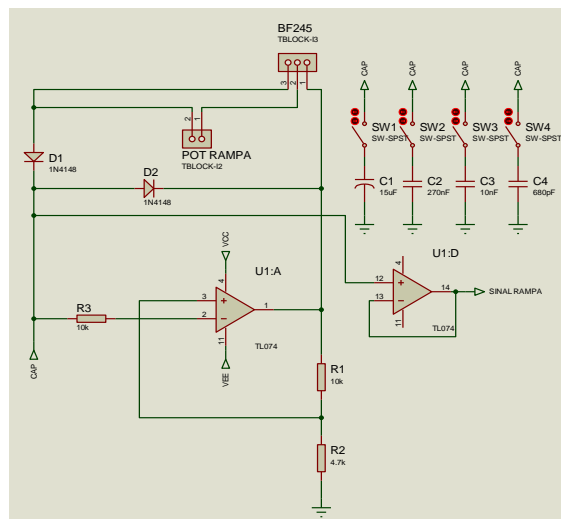 BF245
TBLOCK-I3
3
2
1
CAP
CAP
CAP
CAP
2
1
POT RAMPA
TBLOCK-I2
SW1
SW-SPST
SW2
SW-SPST
SW3
SW-SPST
SW4
SW-SPST
D1
1N4148
D2
1N4148
C1
15uF
C2
270nF
C3
10nF
C4
680pF
VCC
U1:A
4
3
2
1
11
TL074
VEE
U1:D
4
12
13
14
11
TL074
SINAL RAMPA
R3
10k
CAP
R1
10k
R2
4.7k